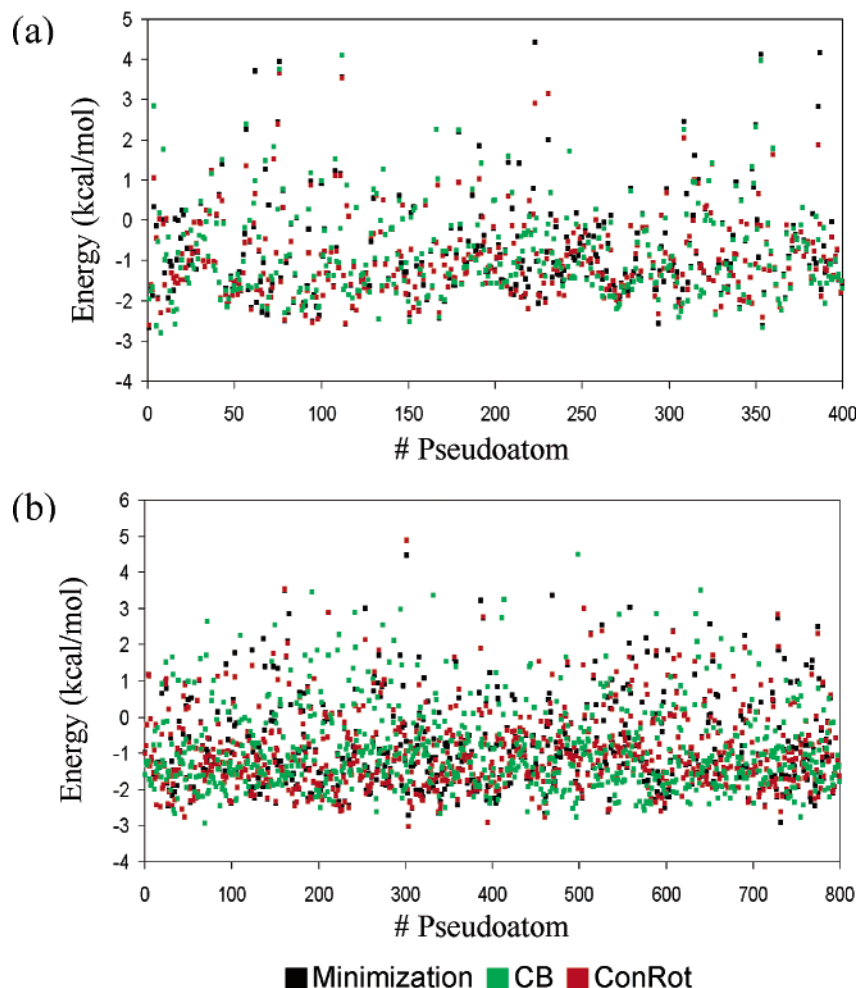 (a)
5
4
3
2
1
0
-1
-2
-3
-4
Energy (kcal/mol)
0 50 100 150 200 250 300 350 400
# Pseudoatom
(b)
6
5
4
3
2
1
0
-1
-2
-3
-4
Energy (kcal/mol)
0 100 200 300 400 500 600 700 800
# Pseudoatom
Minimization CB ConRot